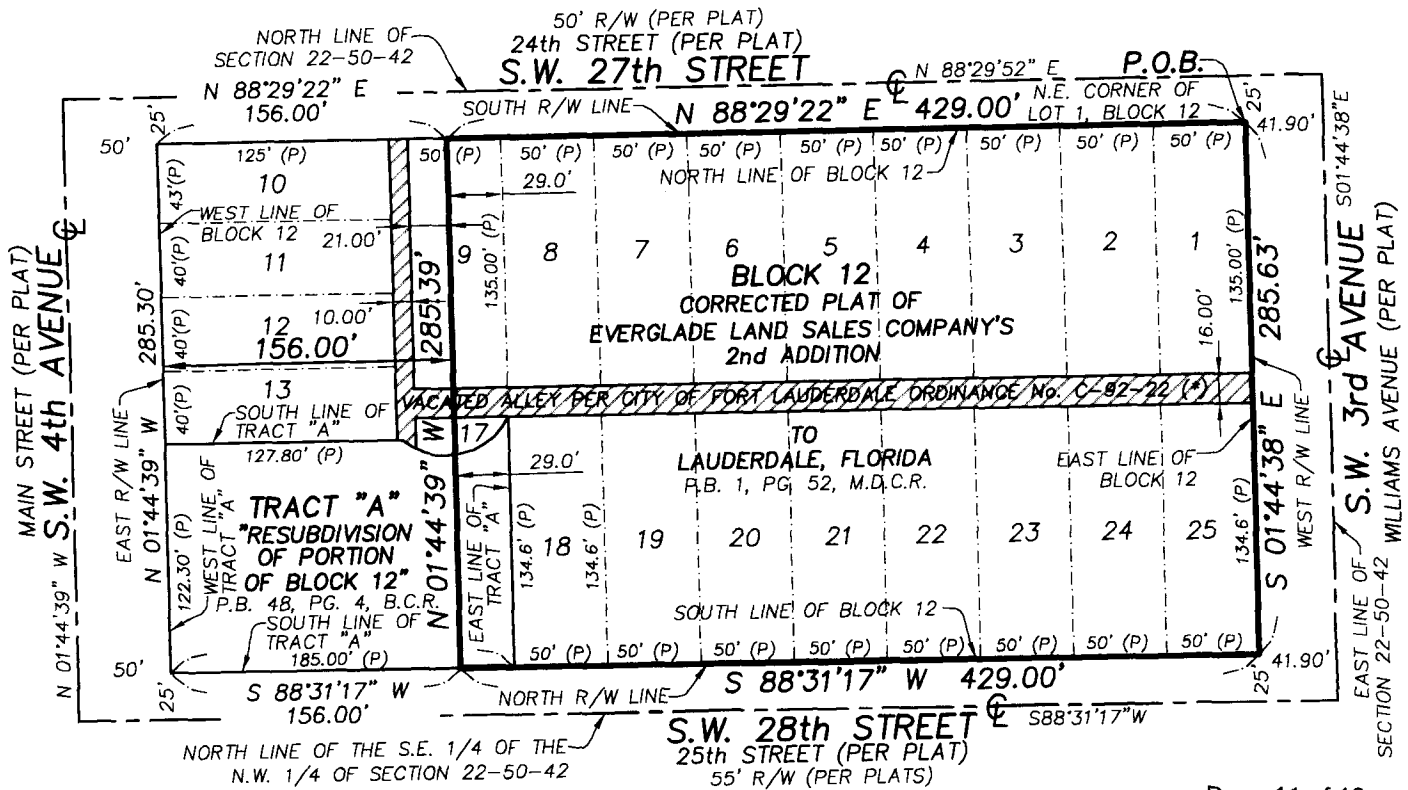 50' R/W (PER PLAT)
24th STREET (PER PLAT)
S.W. 27th STREET
NORTH LINE OF
SECTION 22-50-42
N 88°29'22" E
156.00'
SOUTH R/W LINE
N 88°29'22" E 429.00'
℄ N 88°29'52" E
P.O.B.
N.E. CORNER OF
LOT 1, BLOCK 12
25'
41.90'
S01°44'38"E
50'
25'
125' (P)
50' (P)
50' (P)
50' (P)
50' (P)
50' (P)
50' (P)
50' (P)
50' (P)
50' (P)
29.0'
NORTH LINE OF BLOCK 12
10
43'(P)
WEST LINE OF
BLOCK 12
21.00'
11
40'(P)
12
10.00'
40'(P)
156.00'
13
40'(P)
SOUTH LINE OF
TRACT "A"
127.80' (P)
285.39'
135.00' (P)
9
8
7
6
5
4
3
2
1
135.00' (P)
16.00'
285.63'
BLOCK 12
CORRECTED PLAT OF
EVERGLADE LAND SALES COMPANY'S
2nd ADDITION
VACATED ALLEY PER CITY OF FORT LAUDERDALE ORDINANCE No. C-92-22 (*)
TO
LAUDERDALE, FLORIDA
P.B. 1, PG 52, M.D.C.R.
17
29.0'
EAST LINE OF
BLOCK 12
MAIN STREET (PER PLAT)
S.W. 4th AVENUE ℄
N 01°44'39" W
EAST R/W LINE
N 01°44'39" W
285.30'
122.30' (P)
WEST LINE OF
TRACT "A"
TRACT "A"
"RESUBDIVISION
OF PORTION
OF BLOCK 12"
P.B. 48, PG. 4, B.C.R.
SOUTH LINE OF
TRACT "A"
185.00' (P)
N 01°44'39" W
EAST LINE OF
TRACT "A"
134.6' (P)
18
134.6' (P)
19
20
21
22
23
24
25
134.6' (P)
S 01°44'38" E
WEST R/W LINE
℄
S.W. 3rd AVENUE
WILLIAMS AVENUE (PER PLAT)
EAST LINE OF
SECTION 22-50-42
SOUTH LINE OF BLOCK 12
50' (P)
50' (P)
50' (P)
50' (P)
50' (P)
50' (P)
50' (P)
50' (P)
50'
25'
S 88°31'17" W
156.00'
NORTH R/W LINE
S 88°31'17" W 429.00'
25'
41.90'
NORTH LINE OF THE S.E. 1/4 OF THE
N.W. 1/4 OF SECTION 22-50-42
S.W. 28th STREET ℄ S88°31'17"W
25th STREET (PER PLAT)
55' R/W (PER PLATS)